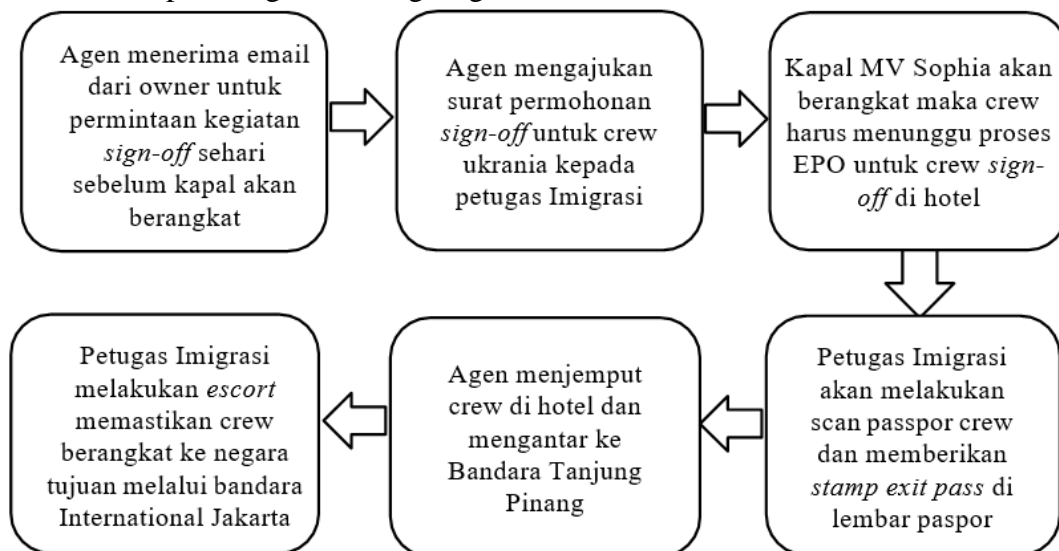 Agen menerima email
dari owner untuk
permintaan kegiatan
sign-off sehari
sebelum kapal akan
berangkat
Agen mengajukan
surat permohonan
sign-off untuk crew
ukrania kepada
petugas Imigrasi
Kapal MV Sophia akan
berangkat maka crew
harus menunggu proses
EPO untuk crew sign-
off di hotel
Petugas Imigrasi
akan melakukan
scan passpor crew
dan memberikan
stamp exit pass di
lembar paspor
Agen menjemput
crew di hotel dan
mengantar ke
Bandara Tanjung
Pinang
Petugas Imigrasi
melakukan escort
memastikan crew
berangkat ke negara
tujuan melalui bandara
International Jakarta